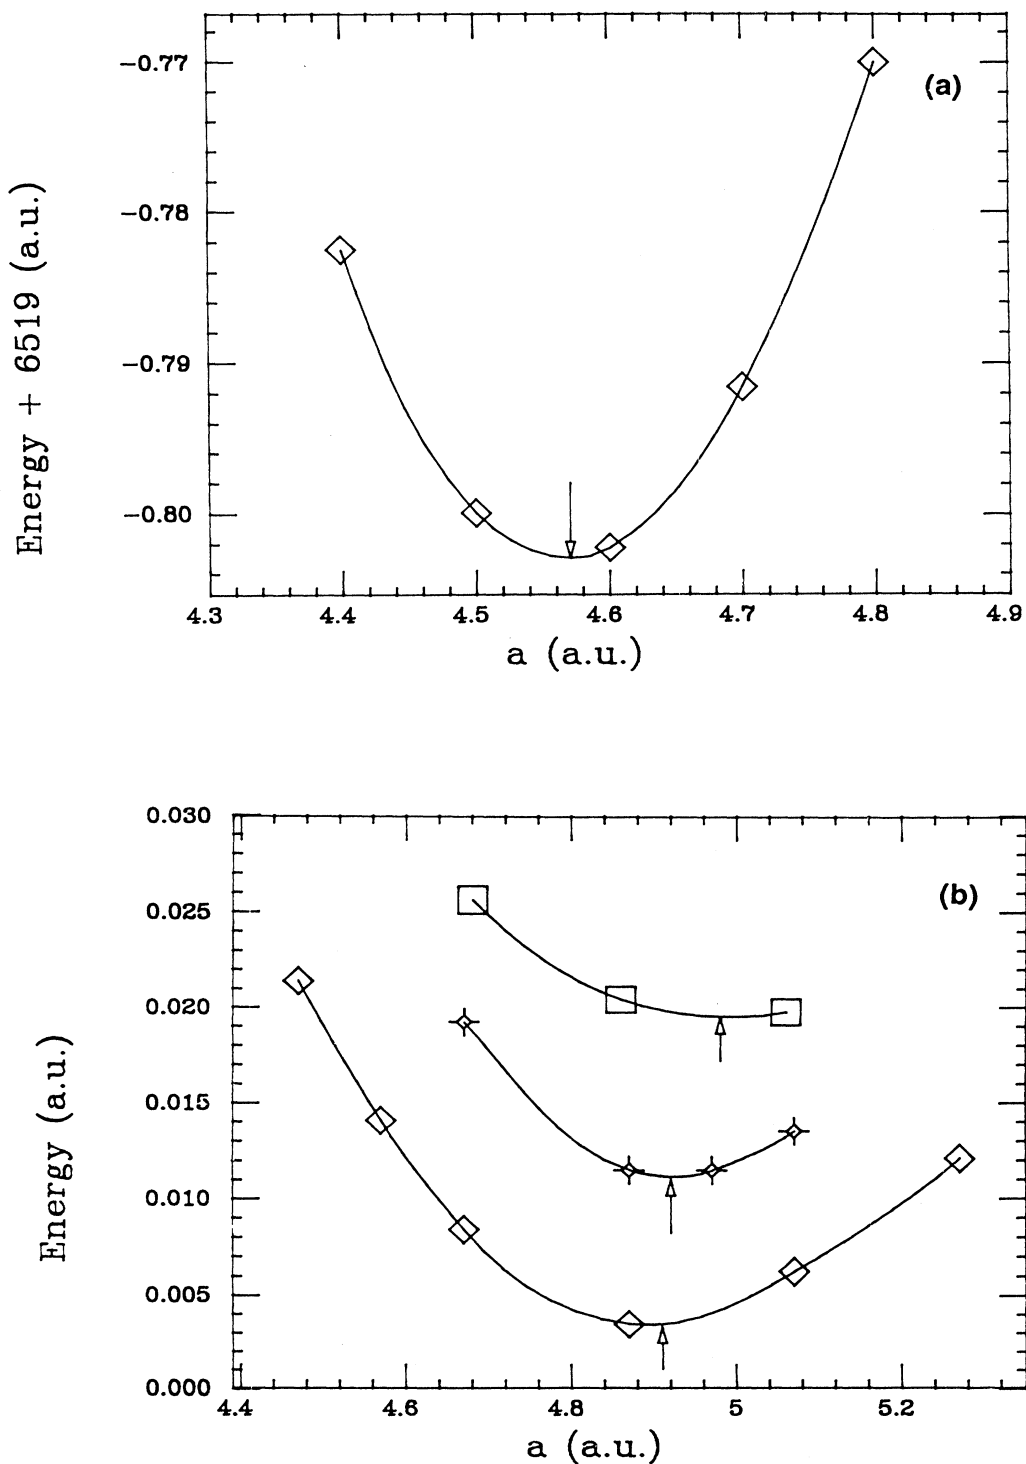 (a)
Energy + 6519 (a.u.)
−0.77
−0.78
−0.79
−0.80
4.3 4.4 4.5 4.6 4.7 4.8 4.9
a (a.u.)
(b)
Energy (a.u.)
0.030
0.025
0.020
0.015
0.010
0.005
0.000
4.4 4.6 4.8 5 5.2
a (a.u.)